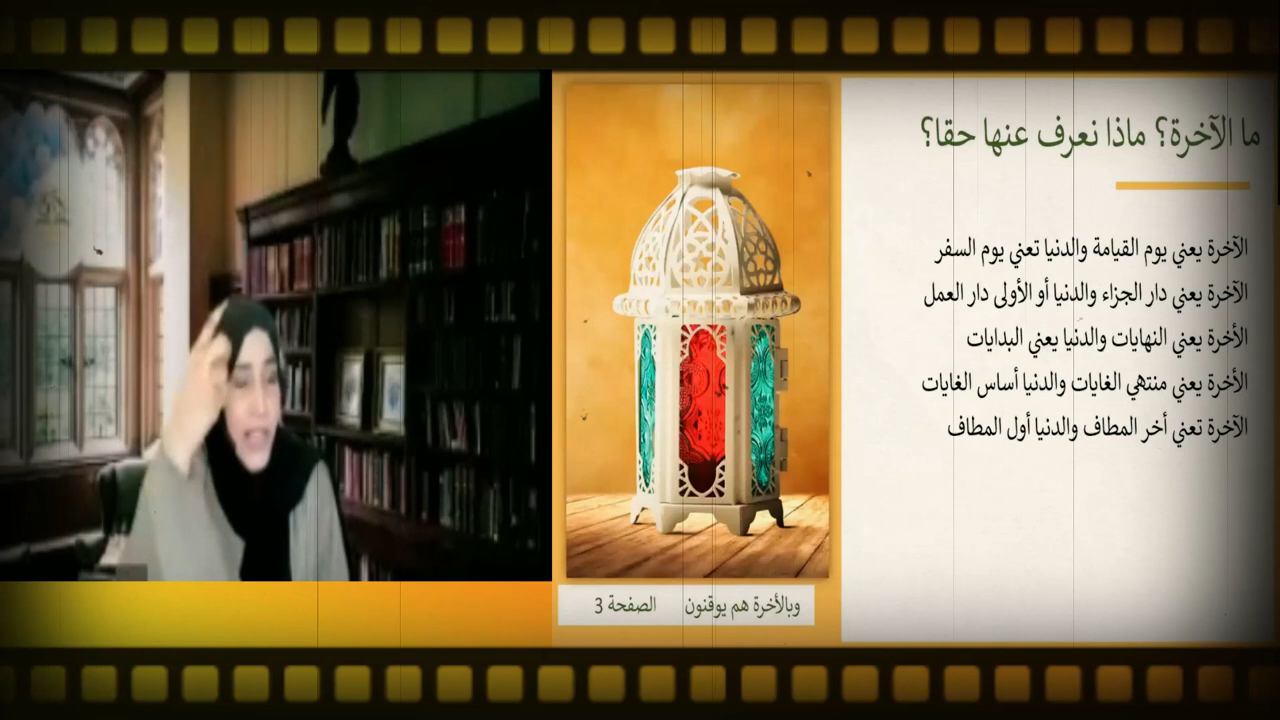 ما الآخرة؟ ماذا نعرف عنها حقا؟
الآخرة يعني يوم القيامة والدنيا تعني يوم السفر
الآخرة يعني دار الجزاء والدنيا أو الأولى دار العمل
الأخرة يعني النهايات والدنيا يعني البدايات
الأخرة يعني منتهى الغايات والدنيا أساس الغايات
الآخرة تعني أخر المطاف والدنيا أول المطاف
وبالأخرة هم يوقنون الصفحة 3